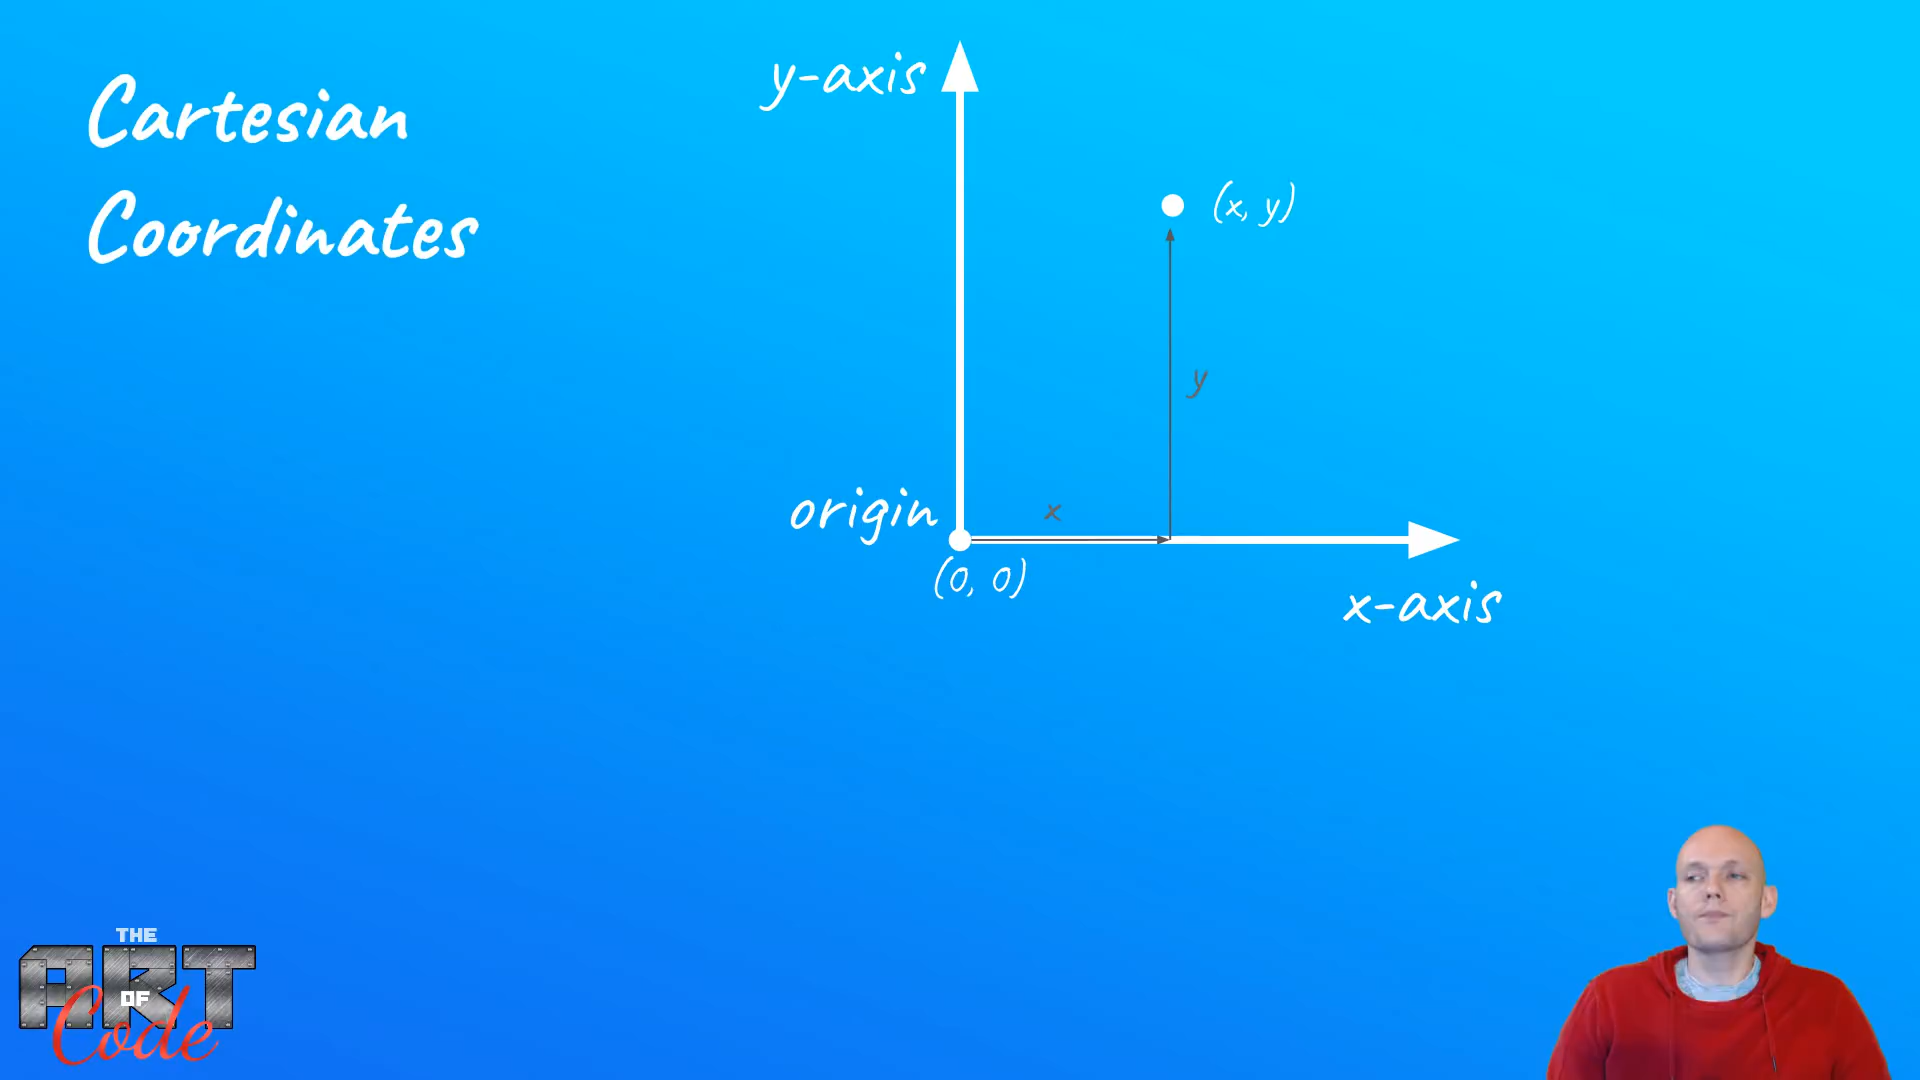 Cartesian
Coordinates
y-axis
(x, y)
y
x
origin
(0, 0)
x-axis
THE
ART
OF
Code